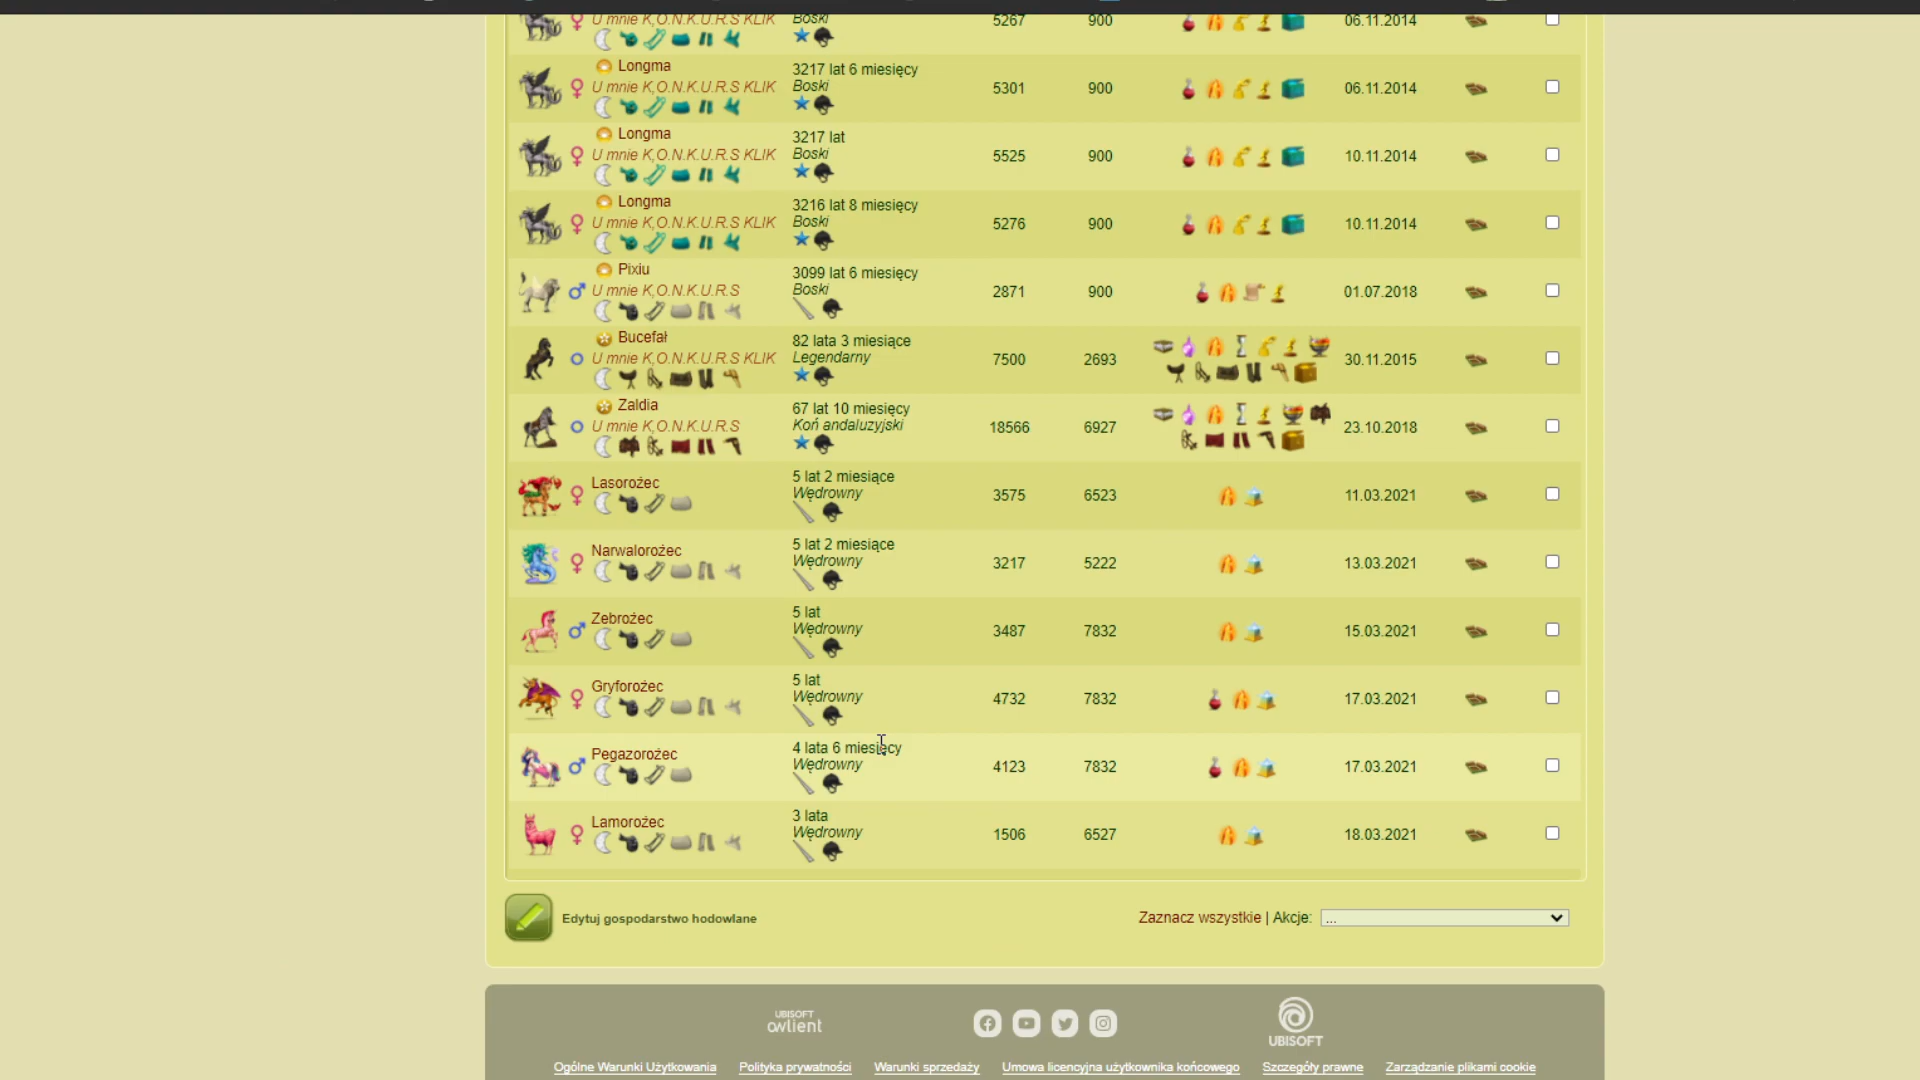 U mnie K,O.N.K.U.R.S KLIK Boski 5267 900 06.11.2014
Longma 3217 lat 6 miesięcy
U mnie K,O.N.K.U.R.S KLIK Boski 5301 900 06.11.2014
Longma 3217 lat
U mnie K,O.N.K.U.R.S KLIK Boski 5525 900 10.11.2014
Longma 3216 lat 8 miesięcy
U mnie K,O.N.K.U.R.S KLIK Boski 5276 900 10.11.2014
Pixiu 3099 lat 6 miesięcy
U mnie K,O.N.K.U.R.S Boski 2871 900 01.07.2018
Bucefał 82 lata 3 miesiące
U mnie K,O.N.K.U.R.S KLIK Legendarny 7500 2693 30.11.2015
Zaldia 67 lat 10 miesięcy
U mnie K,O.N.K.U.R.S Koń andaluzyjski 18566 6927 23.10.2018
Lasorożec 5 lat 2 miesiące
Wędrowny 3575 6523 11.03.2021
Narwalorożec 5 lat 2 miesiące
Wędrowny 3217 5222 13.03.2021
Zebrożec 5 lat
Wędrowny 3487 7832 15.03.2021
Gryforożec 5 lat
Wędrowny 4732 7832 17.03.2021
Pegazorożec 4 lata 6 miesięcy
Wędrowny 4123 7832 17.03.2021
Lamorożec 3 lata
Wędrowny 1506 6527 18.03.2021
Edytuj gospodarstwo hodowlane Zaznacz wszystkie | Akcje: ...
UBISOFT
owlient
UBISOFT
Ogólne Warunki Użytkowania Polityka prywatności Warunki sprzedaży Umowa licencyjna użytkownika końcowego Szczegóły prawne Zarządzanie plikami cookie